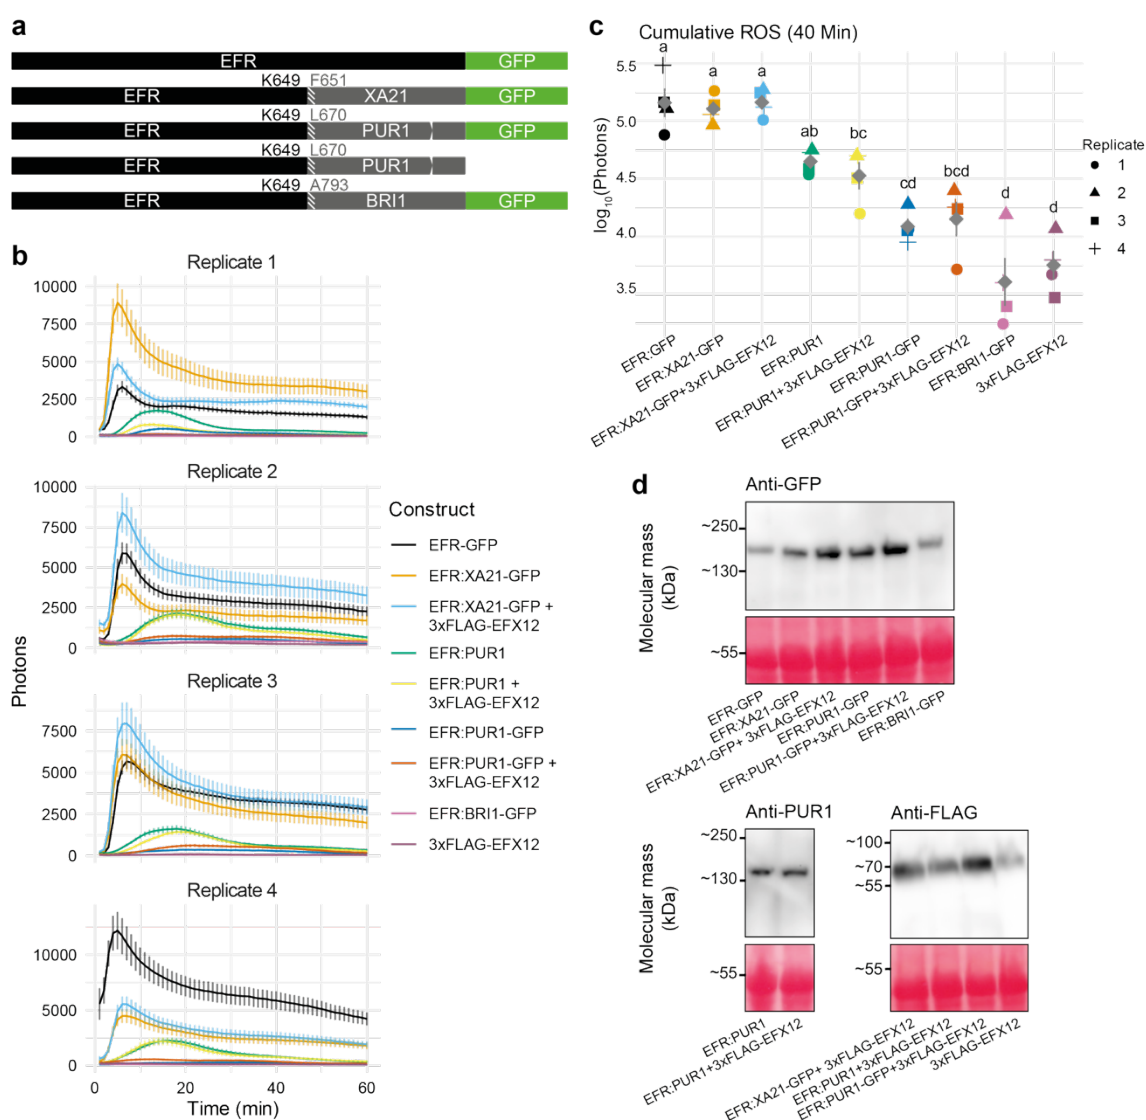 a
EFR
GFP
K649 F651
EFR
XA21
GFP
K649 L670
EFR
PUR1
GFP
K649 L670
EFR
PUR1
K649 A793
EFR
BRI1
GFP
b
Replicate 1
10000
7500
5000
2500
0
Replicate 2
10000
7500
5000
2500
0
Replicate 3
7500
5000
2500
0
Replicate 4
10000
5000
0
0
20
40
60
Time (min)
Photons
Construct
EFR-GFP
EFR:XA21-GFP
EFR:XA21-GFP +
3xFLAG-EFX12
EFR:PUR1
EFR:PUR1 +
3xFLAG-EFX12
EFR:PUR1-GFP
EFR:PUR1-GFP +
3xFLAG-EFX12
EFR:BRI1-GFP
3xFLAG-EFX12
c
Cumulative ROS (40 Min)
log10(Photons)
5.5
5.0
4.5
4.0
3.5
a
a
a
ab
bc
cd
bcd
d
d
EFR:GFP
EFR:XA21-GFP
EFR:XA21-GFP+3xFLAG-EFX12
EFR:PUR1
EFR:PUR1+3xFLAG-EFX12
EFR:PUR1-GFP
EFR:PUR1-GFP+3xFLAG-EFX12
EFR:BRI1-GFP
3xFLAG-EFX12
Replicate
1
2
3
4
d
Anti-GFP
Molecular mass
(kDa)
~250
~130
~55
EFR-GFP
EFR:XA21-GFP
EFR:XA21-GFP+ 3xFLAG-EFX12
EFR:PUR1-GFP
EFR:PUR1-GFP+3xFLAG-EFX12
EFR:BRI1-GFP
Anti-PUR1
Molecular mass
(kDa)
~250
~130
~55
EFR:PUR1
EFR:PUR1+3xFLAG-EFX12
Anti-FLAG
~100
~70
~55
~55
EFR:XA21-GFP+ 3xFLAG-EFX12
EFR:PUR1+3xFLAG-EFX12
EFR:PUR1-GFP+3xFLAG-EFX12
3xFLAG-EFX12